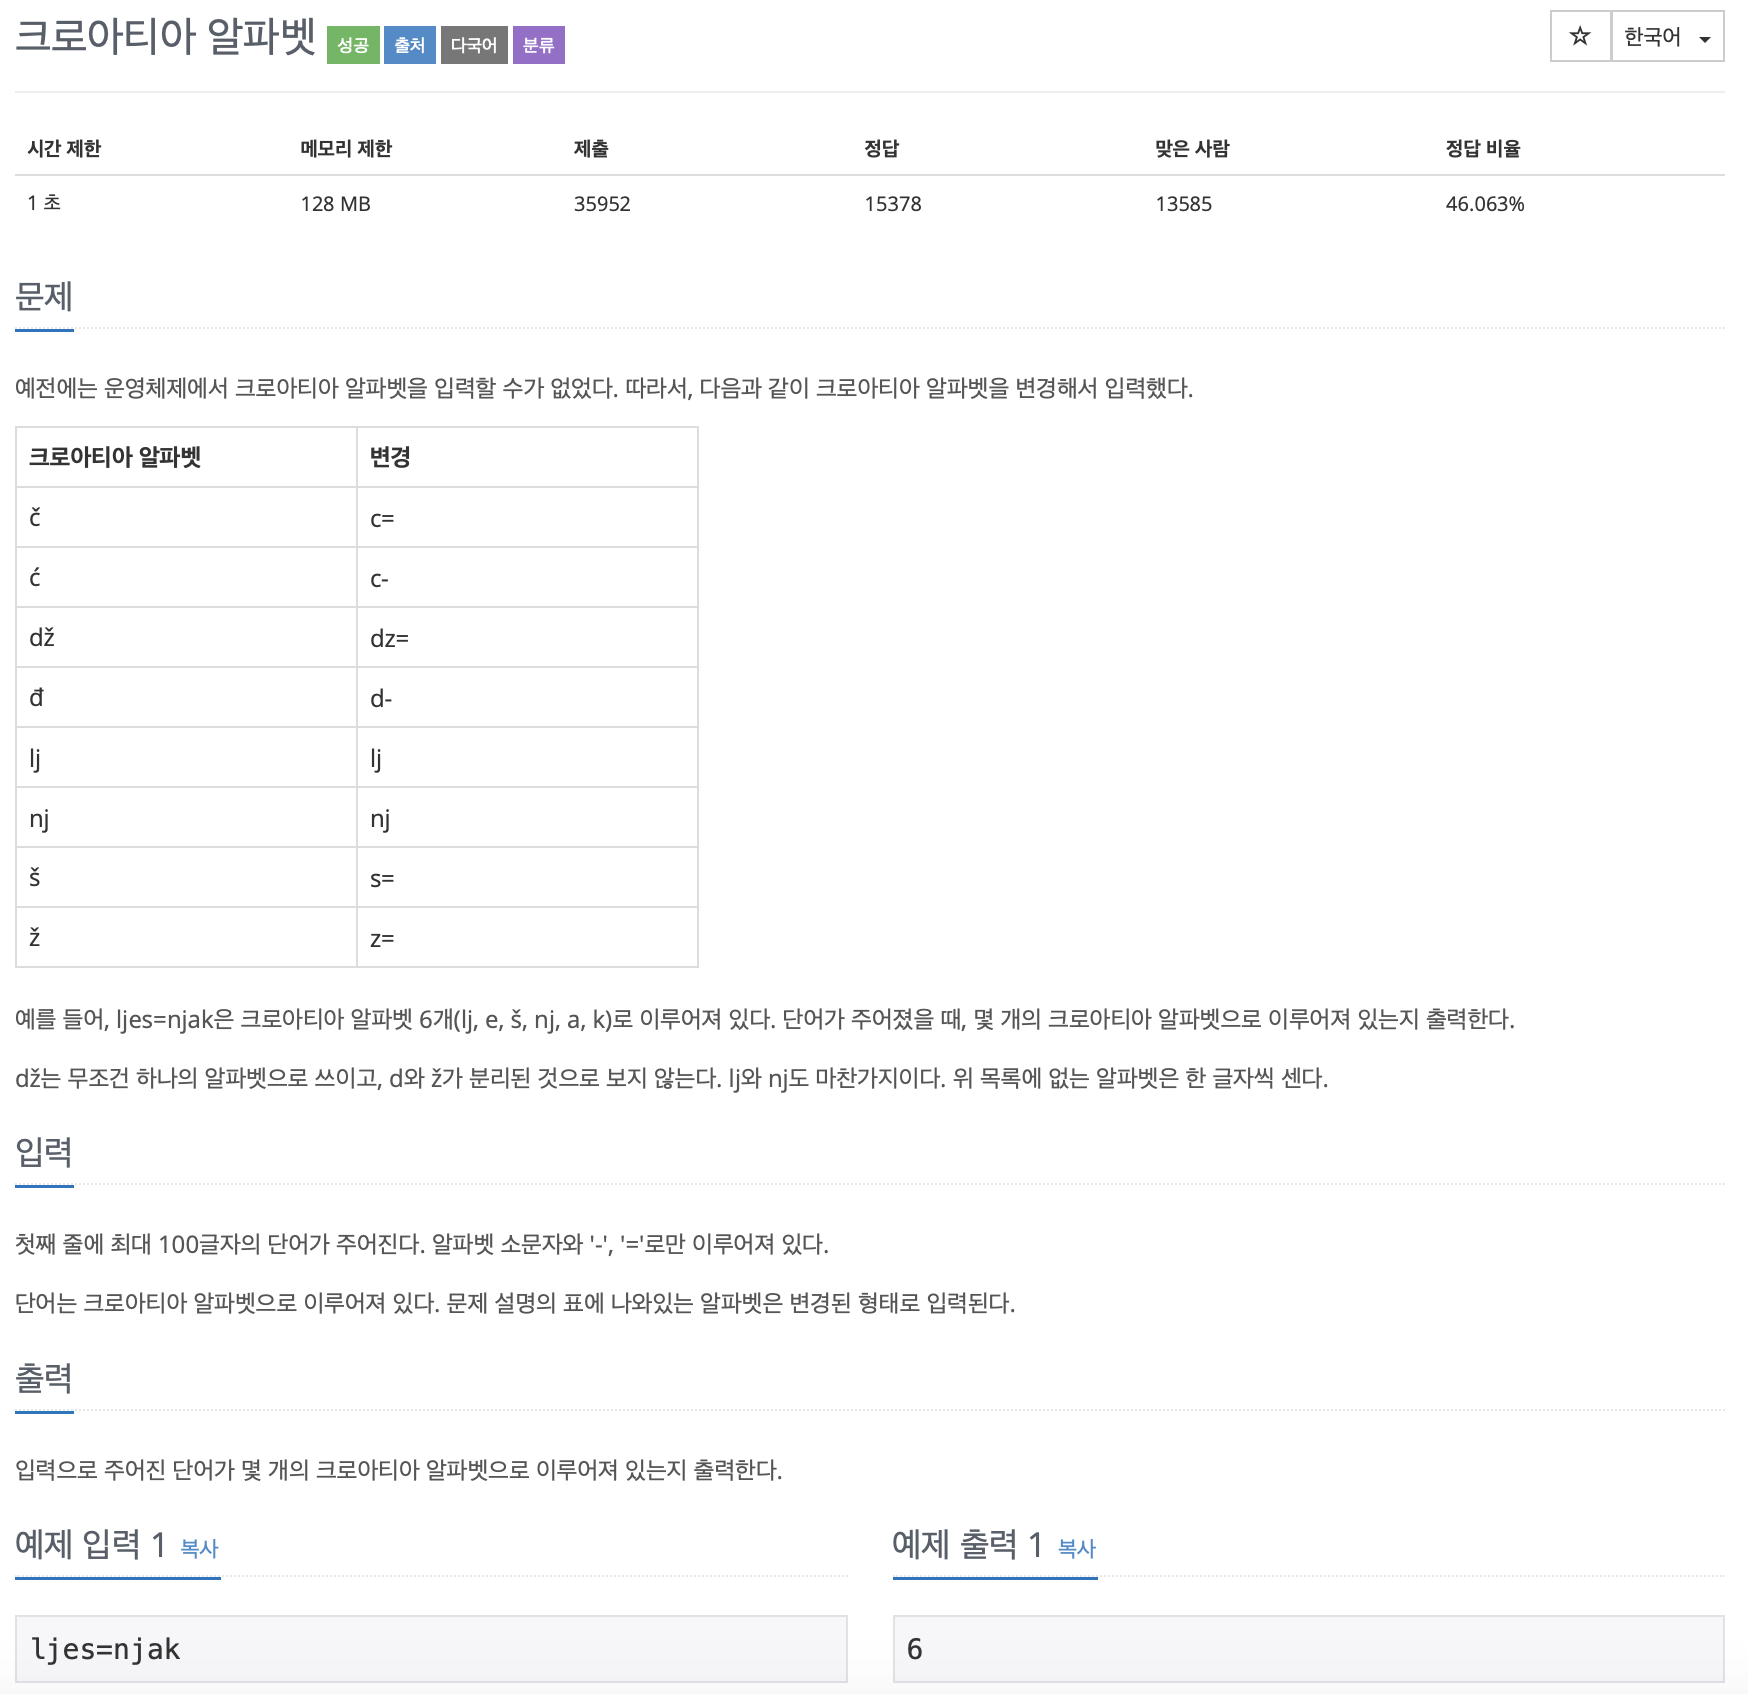 크로아티아 알파벳 성공 출처 다국어 분류
☆ 한국어
시간 제한 메모리 제한 제출 정답 맞은 사람 정답 비율
1 초 128 MB 35952 15378 13585 46.063%
문제
예전에는 운영체제에서 크로아티아 알파벳을 입력할 수가 없었다. 따라서, 다음과 같이 크로아티아 알파벳을 변경해서 입력했다.
크로아티아 알파벳 변경
č c=
ć c-
dž dz=
đ d-
lj lj
nj nj
š s=
ž z=
예를 들어, ljes=njak은 크로아티아 알파벳 6개(lj, e, š, nj, a, k)로 이루어져 있다. 단어가 주어졌을 때, 몇 개의 크로아티아 알파벳으로 이루어져 있는지 출력한다.
dž는 무조건 하나의 알파벳으로 쓰이고, d와 ž가 분리된 것으로 보지 않는다. lj와 nj도 마찬가지이다. 위 목록에 없는 알파벳은 한 글자씩 센다.
입력
첫째 줄에 최대 100글자의 단어가 주어진다. 알파벳 소문자와 '-', '='로만 이루어져 있다.
단어는 크로아티아 알파벳으로 이루어져 있다. 문제 설명의 표에 나와있는 알파벳은 변경된 형태로 입력된다.
출력
입력으로 주어진 단어가 몇 개의 크로아티아 알파벳으로 이루어져 있는지 출력한다.
예제 입력 1 복사
ljes=njak
예제 출력 1 복사
6